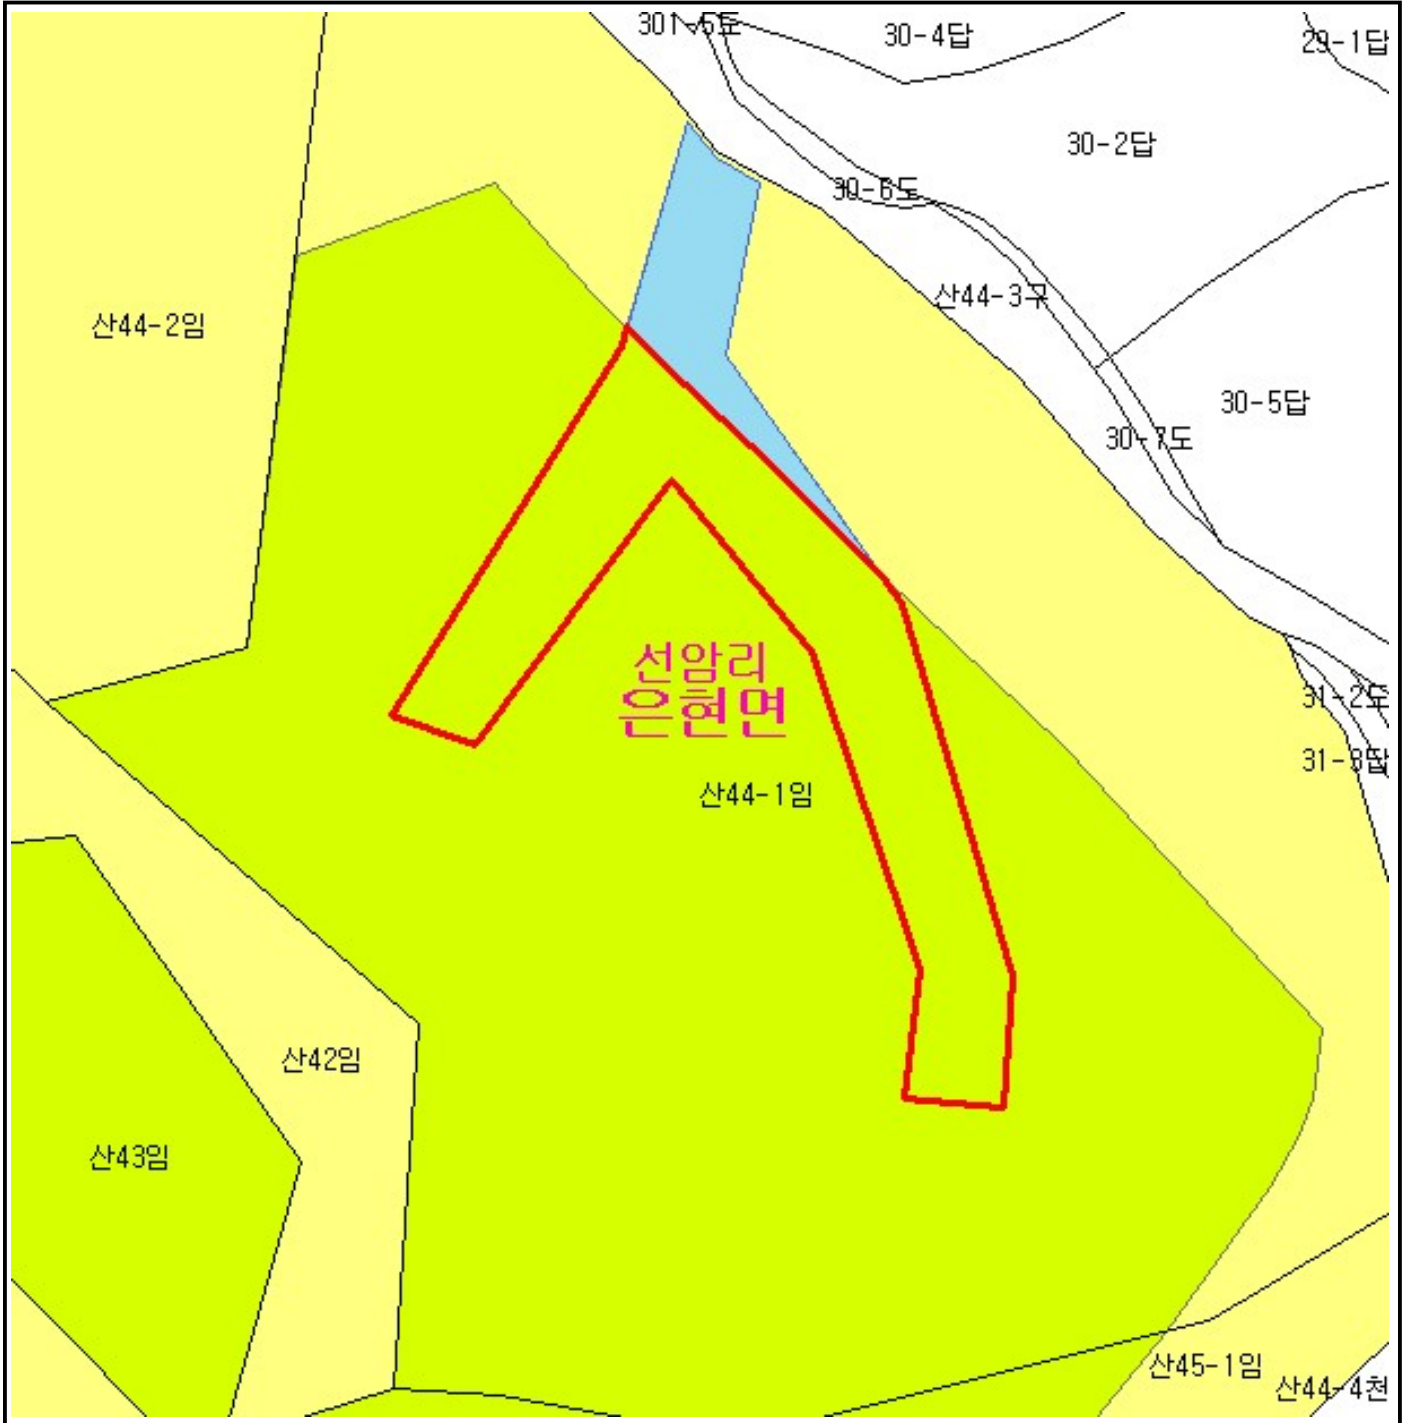 301-5도
30-4답
29-1답
30-2답
30-6도
산44-3구
산44-2임
30-5답
30-7도
선암리
은현면
31-2도
31-3답
산44-1임
산42임
산43임
산45-1임
산44-4천